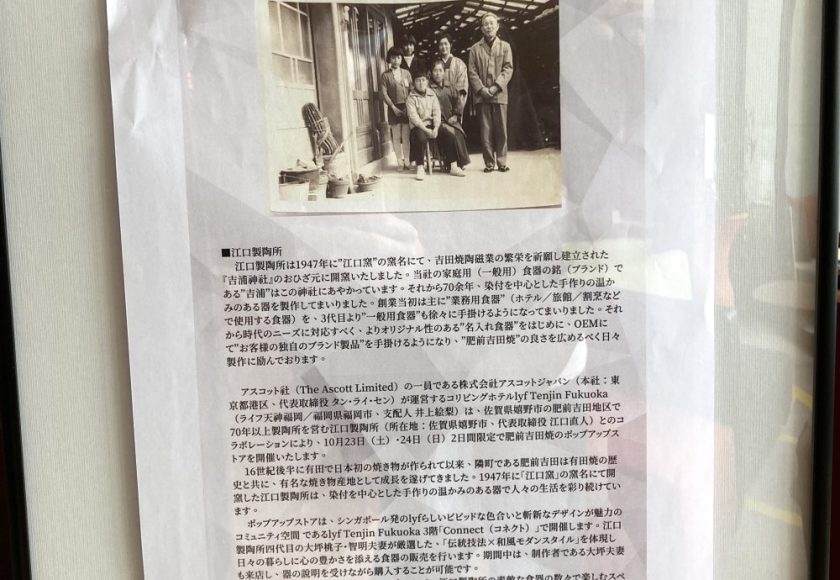 ■江口製陶所
江口製陶所は1947年に"江口窯"の窯名にて、吉田焼陶磁業の繁栄を祈願し建立された
『吉浦神社』のおひざ元に開窯いたしました。当社の家庭用（一般用）食器の銘（ブランド）で
ある"吉浦"はこの神社にあやかっています。それから70余年、染付を中心とした手作りの温か
みのある器を製作してまいりました。創業当初は主に"業務用食器"（ホテル／旅館／割烹など
で使用する食器）を、3代目より"一般用食器"も徐々に手掛けるようになってまいりました。それ
から時代のニーズに対応すべく、よりオリジナル性のある"名入れ食器"をはじめ、OEMに
て"お客様の独自のブランド製品"を手掛けるようになり、"肥前吉田焼"の良さを広めるべく日々
製作に励んでおります。
アスコット社（The Ascott Limited）の一員である株式会社アスコットジャパン（本社：東
京都港区、代表取締役 タン・ライ・セン）が運営するコリビングホテルlyf Tenjin Fukuoka
（ライフ天神福岡／福岡県福岡市、支配人 井上絵梨）は、佐賀県嬉野市の肥前吉田地区で
70年以上製陶所を営む江口製陶所（所在地：佐賀県嬉野市、代表取締役 江口直人）とのコ
ラボレーションにより、10月23日（土）・24日（日）2日間限定で肥前吉田焼のポップアップス
トアを開催いたします。
16世紀後半に有田で日本初の焼き物が作られて以来、隣町である肥前吉田は有田焼の歴
史と共に、有名な焼き物産地として成長を遂げてきました。1947年に「江口窯」の窯名にて開
窯した江口製陶所は、染付を中心とした手作りの温かみのある器で人々の生活を彩り続けていま
す。
ポップアップストアは、シンガポール発のlyfらしいビビッドな色合いと斬新なデザインが魅力の
コミュニティ空間 であるlyf Tenjin Fukuoka 3階「Connect（コネクト）」で開催します。江口
製陶所四代目の大坪桃子・智明夫妻が厳選した、「伝統技法×和風モダンスタイル」を体現し
日々の暮らしに心の豊かさを添える食器の販売を行います。期間中は、制作者である大坪夫妻
も来店し、器の説明を受けながら購入することが可能です。
江口製陶所の素敵な食器の数々で楽しむスペ